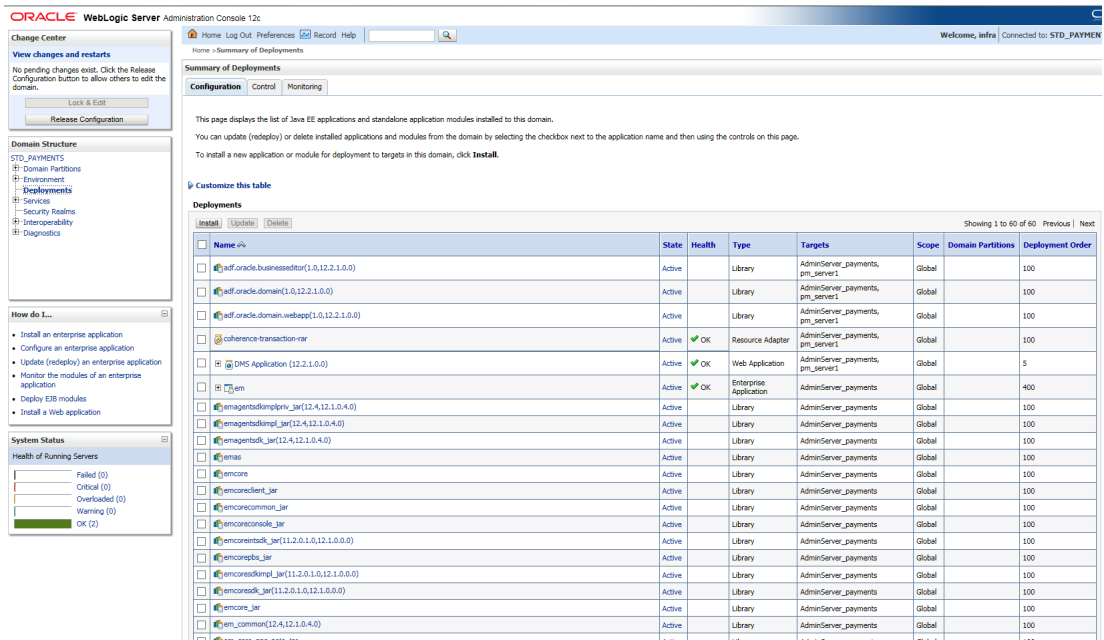 ORACLE WebLogic Server Administration Console 12c
Change Center
View changes and restarts
No pending changes exist. Click the Release
Configuration button to allow others to edit the
domain.
Lock & Edit
Release Configuration
Domain Structure
STD_PAYMENTS
Domain Partitions
Environment
Deployments
Services
Security Realms
Interoperability
Diagnostics
How do I...
Install an enterprise application
Configure an enterprise application
Update (redeploy) an enterprise application
Monitor the modules of an enterprise
application
Deploy EJB modules
Install a Web application
System Status
Health of Running Servers
Failed (0)
Critical (0)
Overloaded (0)
Warning (0)
OK (2)
Home Log Out Preferences Record Help
Welcome, infra Connected to: STD_PAYMEN
Home >Summary of Deployments
Summary of Deployments
Configuration Control Monitoring
This page displays the list of Java EE applications and standalone application modules installed to this domain.
You can update (redeploy) or delete installed applications and modules from the domain by selecting the checkbox next to the application name and then using the controls on this page.
To install a new application or module for deployment to targets in this domain, click Install.
Customize this table
Deployments
Install Update Delete Showing 1 to 60 of 60 Previous | Next
Name State Health Type Targets Scope Domain Partitions Deployment Order
adf.oracle.businesseditor(1.0,12.2.1.0.0) Active Library AdminServer_payments, pm_server1 Global 100
adf.oracle.domain(1.0,12.2.1.0.0) Active Library AdminServer_payments, pm_server1 Global 100
adf.oracle.domain.webapp(1.0,12.2.1.0.0) Active Library AdminServer_payments, pm_server1 Global 100
coherence-transaction-rar Active OK Resource Adapter AdminServer_payments, pm_server1 Global 100
DMS Application (12.2.1.0.0) Active OK Web Application AdminServer_payments, pm_server1 Global 5
em Active OK Enterprise Application AdminServer_payments Global 400
emagentsdkimplpriv_jar(12.4,12.1.0.4.0) Active Library AdminServer_payments Global 100
emagentsdkimpl_jar(12.4,12.1.0.4.0) Active Library AdminServer_payments Global 100
emagentsdk_jar(12.4,12.1.0.4.0) Active Library AdminServer_payments Global 100
emas Active Library AdminServer_payments Global 100
emcore Active Library AdminServer_payments Global 100
emcoreclient_jar Active Library AdminServer_payments Global 100
emcorecommon_jar Active Library AdminServer_payments Global 100
emcoreconsole_jar Active Library AdminServer_payments Global 100
emcoreintsdk_jar(11.2.0.1.0,12.1.0.0.0) Active Library AdminServer_payments Global 100
emcorepbs_jar Active Library AdminServer_payments Global 100
emcoresdkimpl_jar(11.2.0.1.0,12.1.0.0.0) Active Library AdminServer_payments Global 100
emcoresdk_jar(11.2.0.1.0,12.1.0.0.0) Active Library AdminServer_payments Global 100
emcore_jar Active Library AdminServer_payments Global 100
em_common(12.4,12.1.0.4.0) Active Library AdminServer_payments Global 100